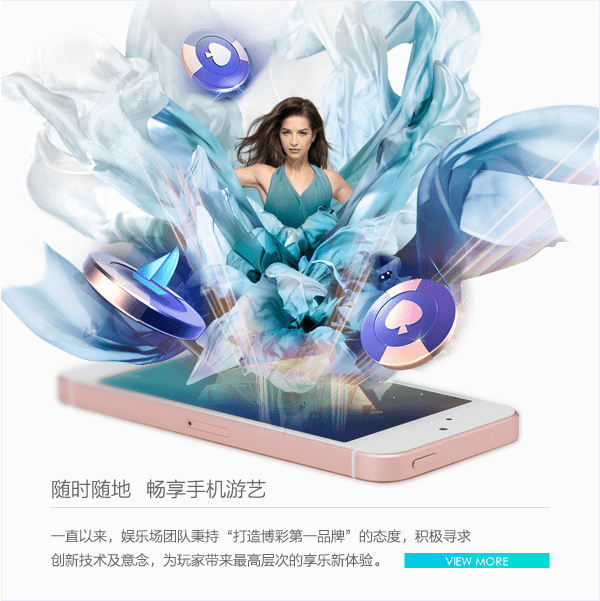 随时随地 畅享手机游艺
一直以来，娱乐场团队秉持“打造博彩第一品牌”的态度，积极寻求
创新技术及意念，为玩家带来最高层次的享乐新体验。 VIEW MORE